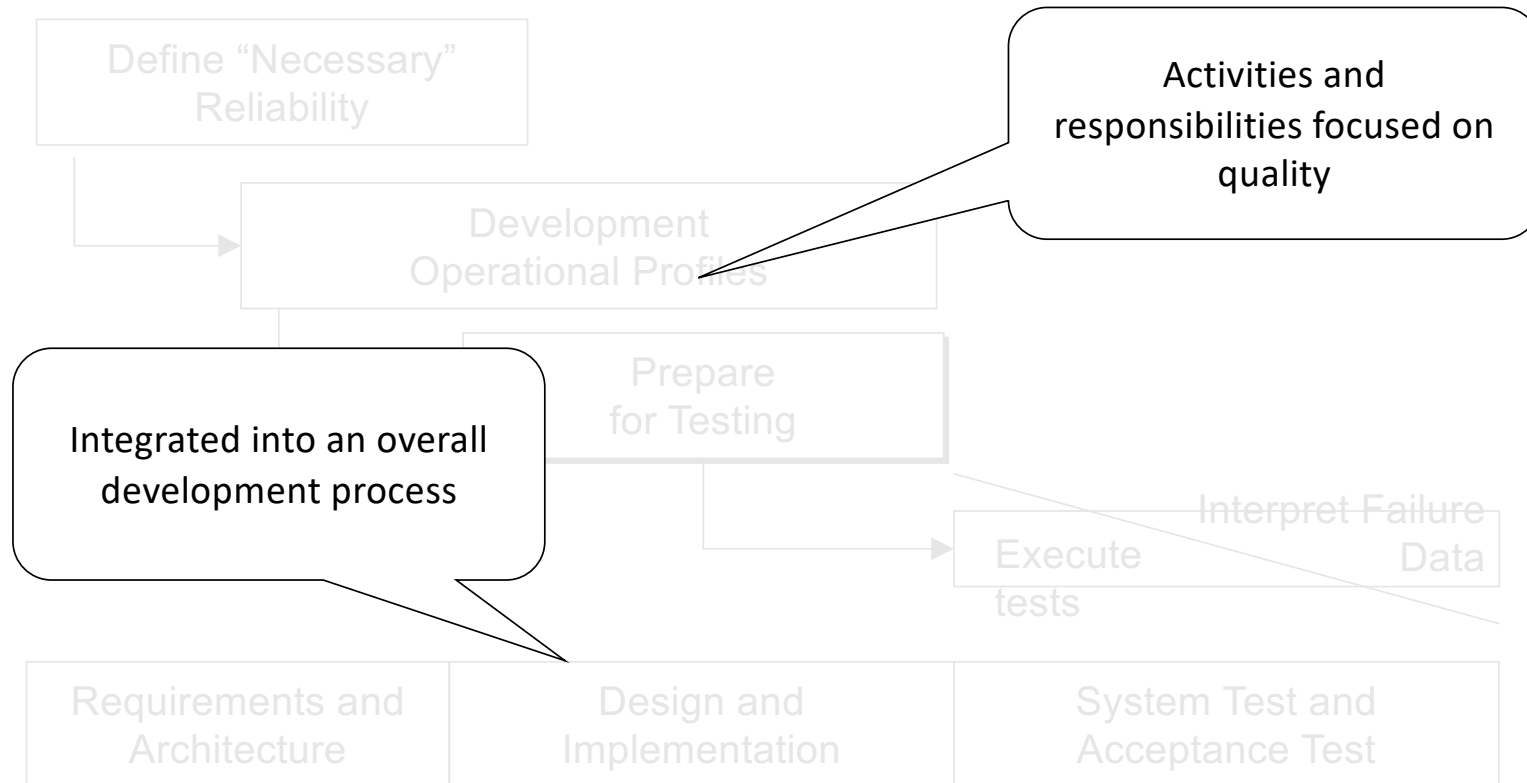 Define “Necessary”
Reliability
Activities and
responsibilities focused on
quality
Development
Operational Profiles
Prepare
for Testing
Integrated into an overall
development process
Interpret Failure
Data
Execute
tests
Requirements and
Architecture
Design and
Implementation
System Test and
Acceptance Test